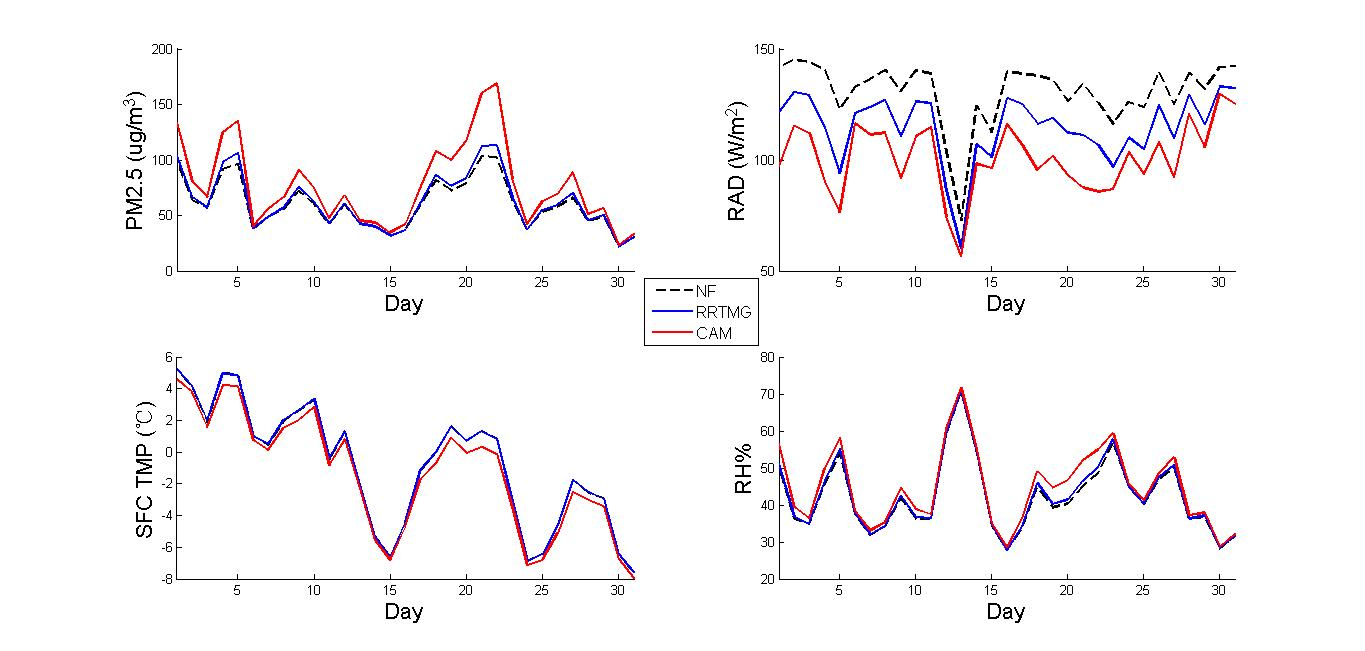 200
150
100
50
0
PM2.5 (ug/m³)
5 10 15 20 25 30
Day
150
100
50
RAD (W/m²)
5 10 15 20 25 30
Day
NF
RRTMG
CAM
6
4
2
0
-2
-4
-6
-8
SFC TMP (℃)
5 10 15 20 25 30
Day
80
70
60
50
40
30
20
RH%
5 10 15 20 25 30
Day